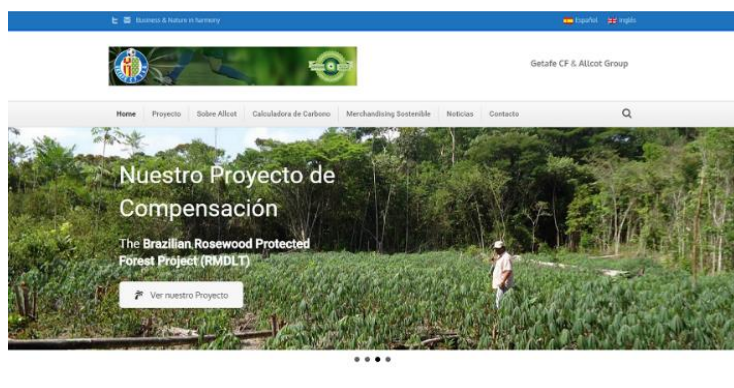 Business & Nature in harmony
Español
Inglés
Getafe CF & Allcot Group
Home
Proyecto
Sobre Allcot
Calculadora de Carbono
Merchandising Sostenible
Noticias
Contacto
Nuestro Proyecto de
Compensación
The Brazilian Rosewood Protected
Forest Project (RMDLT)
Ver nuestro Proyecto